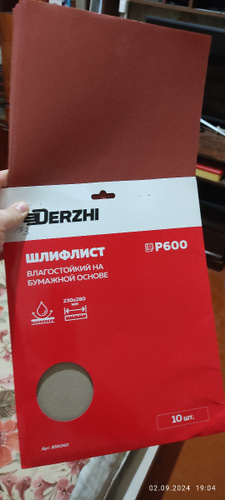 DERZHI
ШЛИФЛИСТ
P600
ВЛАГОСТОЙКИЙ НА
БУМАЖНОЙ ОСНОВЕ
230x280
мм
10 шт.
02.09.2024 19:04